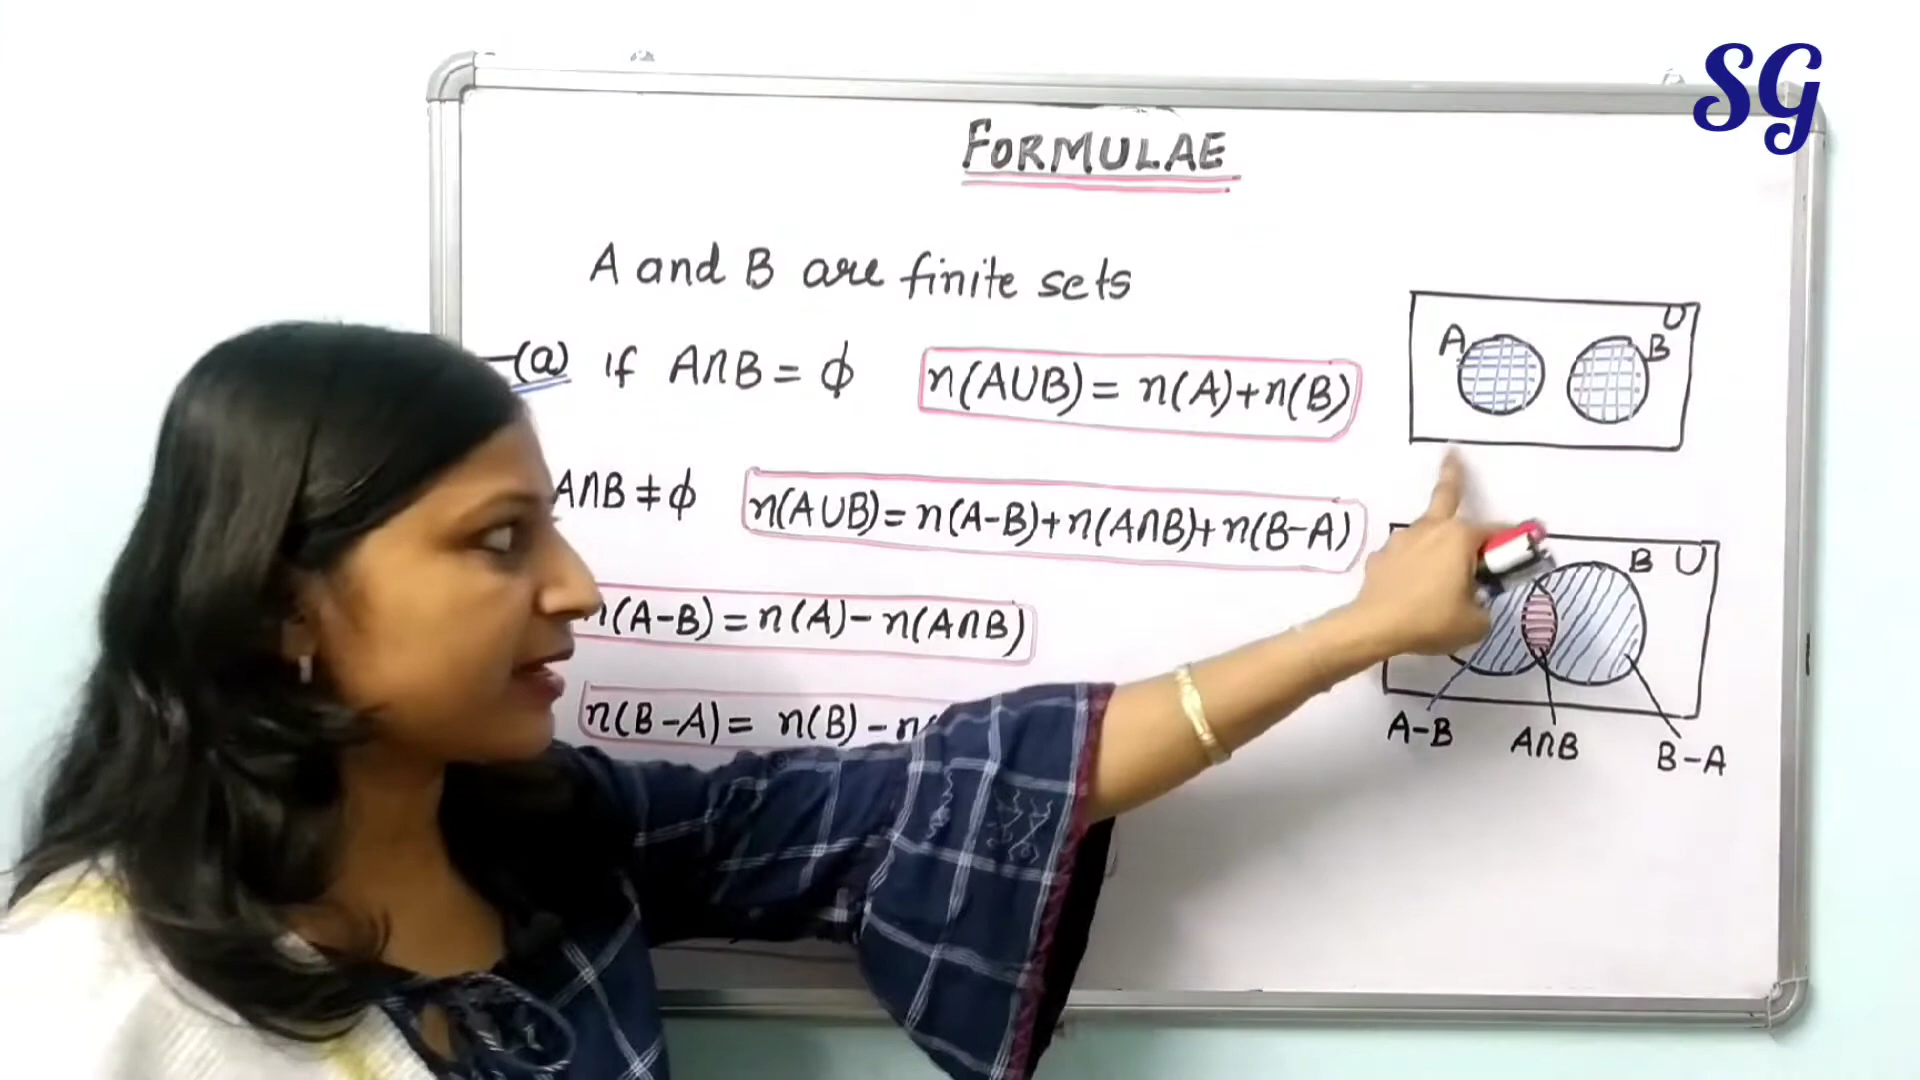 SG
FORMULAE
A and B are finite sets
(a) if A∩B = ϕ n(A∪B) = n(A)+n(B)
A∩B ≠ ϕ n(A∪B) = n(A-B)+n(A∩B)+n(B-A)
n(A-B) = n(A) - n(A∩B)
n(B-A) = n(B) -
A B U
B U
A-B A∩B B-A